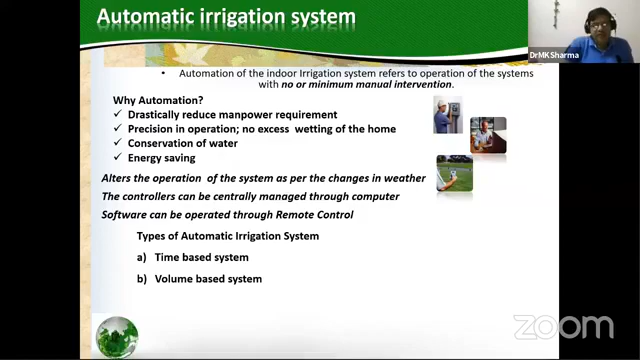 Automatic irrigation system
DrMK Sharma
• Automation of the indoor Irrigation system refers to operation of the systems
with no or minimum manual intervention.
Why Automation?
✓ Drastically reduce manpower requirement
✓ Precision in operation; no excess wetting of the home
✓ Conservation of water
✓ Energy saving
Alters the operation of the system as per the changes in weather
The controllers can be centrally managed through computer
Software can be operated through Remote Control
Types of Automatic Irrigation System
a) Time based system
b) Volume based system
zoom